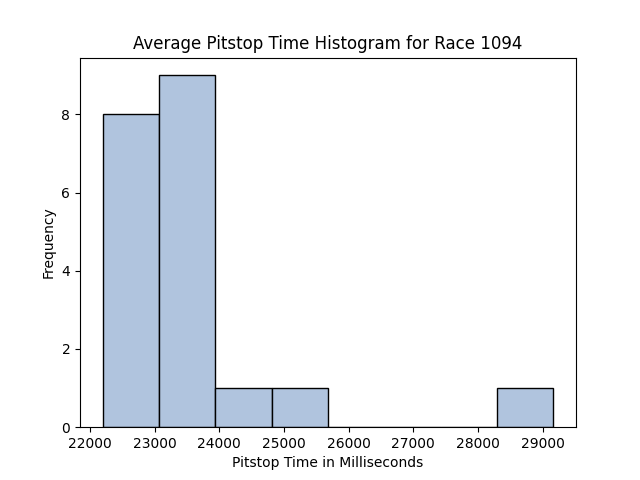 Average Pitstop Time Histogram for Race 1094
8
6
4
2
0
Frequency
22000 23000 24000 25000 26000 27000 28000 29000
Pitstop Time in Milliseconds